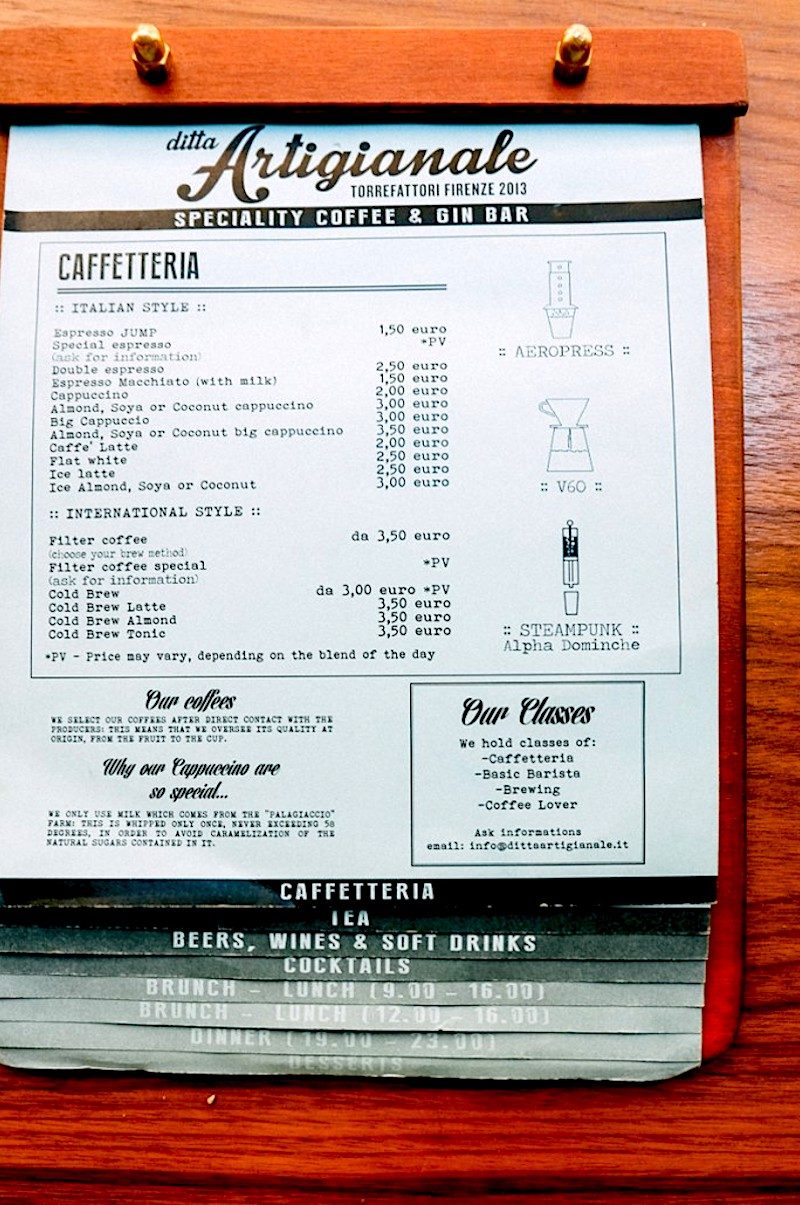 ditta Artigianale
TORREFATTORI FIRENZE 2013
SPECIALITY COFFEE & GIN BAR
CAFFETTERIA
:: ITALIAN STYLE ::
Espresso JUMP 1,50 euro
Special espresso *PV
(ask for information)
Double espresso 2,50 euro
Espresso Macchiato (with milk) 1,50 euro
Cappuccino 2,00 euro
Almond, Soya or Coconut cappuccino 3,00 euro
Big Cappuccio 3,00 euro
Almond, Soya or Coconut big cappuccino 3,50 euro
Caffe' Latte 2,00 euro
Flat white 2,50 euro
Ice latte 2,50 euro
Ice Almond, Soya or Coconut 3,00 euro
:: INTERNATIONAL STYLE ::
Filter coffee da 3,50 euro
(choose your brew method)
Filter coffee special *PV
(ask for information)
Cold Brew da 3,00 euro *PV
Cold Brew Latte 3,50 euro
Cold Brew Almond 3,50 euro
Cold Brew Tonic 3,50 euro
*PV - Price may vary, depending on the blend of the day
:: AEROPRESS ::
:: V60 ::
:: STEAMPUNK ::
Alpha Dominche
Our coffees
WE SELECT OUR COFFEES AFTER DIRECT CONTACT WITH THE
PRODUCERS: THIS MEANS THAT WE OVERSEE ITS QUALITY AT
ORIGIN, FROM THE FRUIT TO THE CUP.
Why our Cappuccino are
so special...
WE ONLY USE MILK WHICH COMES FROM THE "PALAGIACCIO"
FARM: THIS IS WHIPPED ONLY ONCE, NEVER EXCEEDING 58
DEGREES, IN ORDER TO AVOID CARAMELIZATION OF THE
NATURAL SUGARS CONTAINED IN IT.
Our Classes
We hold classes of:
-Caffetteria
-Basic Barista
-Brewing
-Coffee Lover
Ask informations
email: info@dittaartigianale.it
CAFFETTERIA
TEA
BEERS, WINES & SOFT DRINKS
COCKTAILS
BRUNCH - LUNCH (9.00 - 16.00)
BRUNCH - LUNCH (12.00 - 16.00)
DINNER (19.00 - 23.00)
DESSERTS